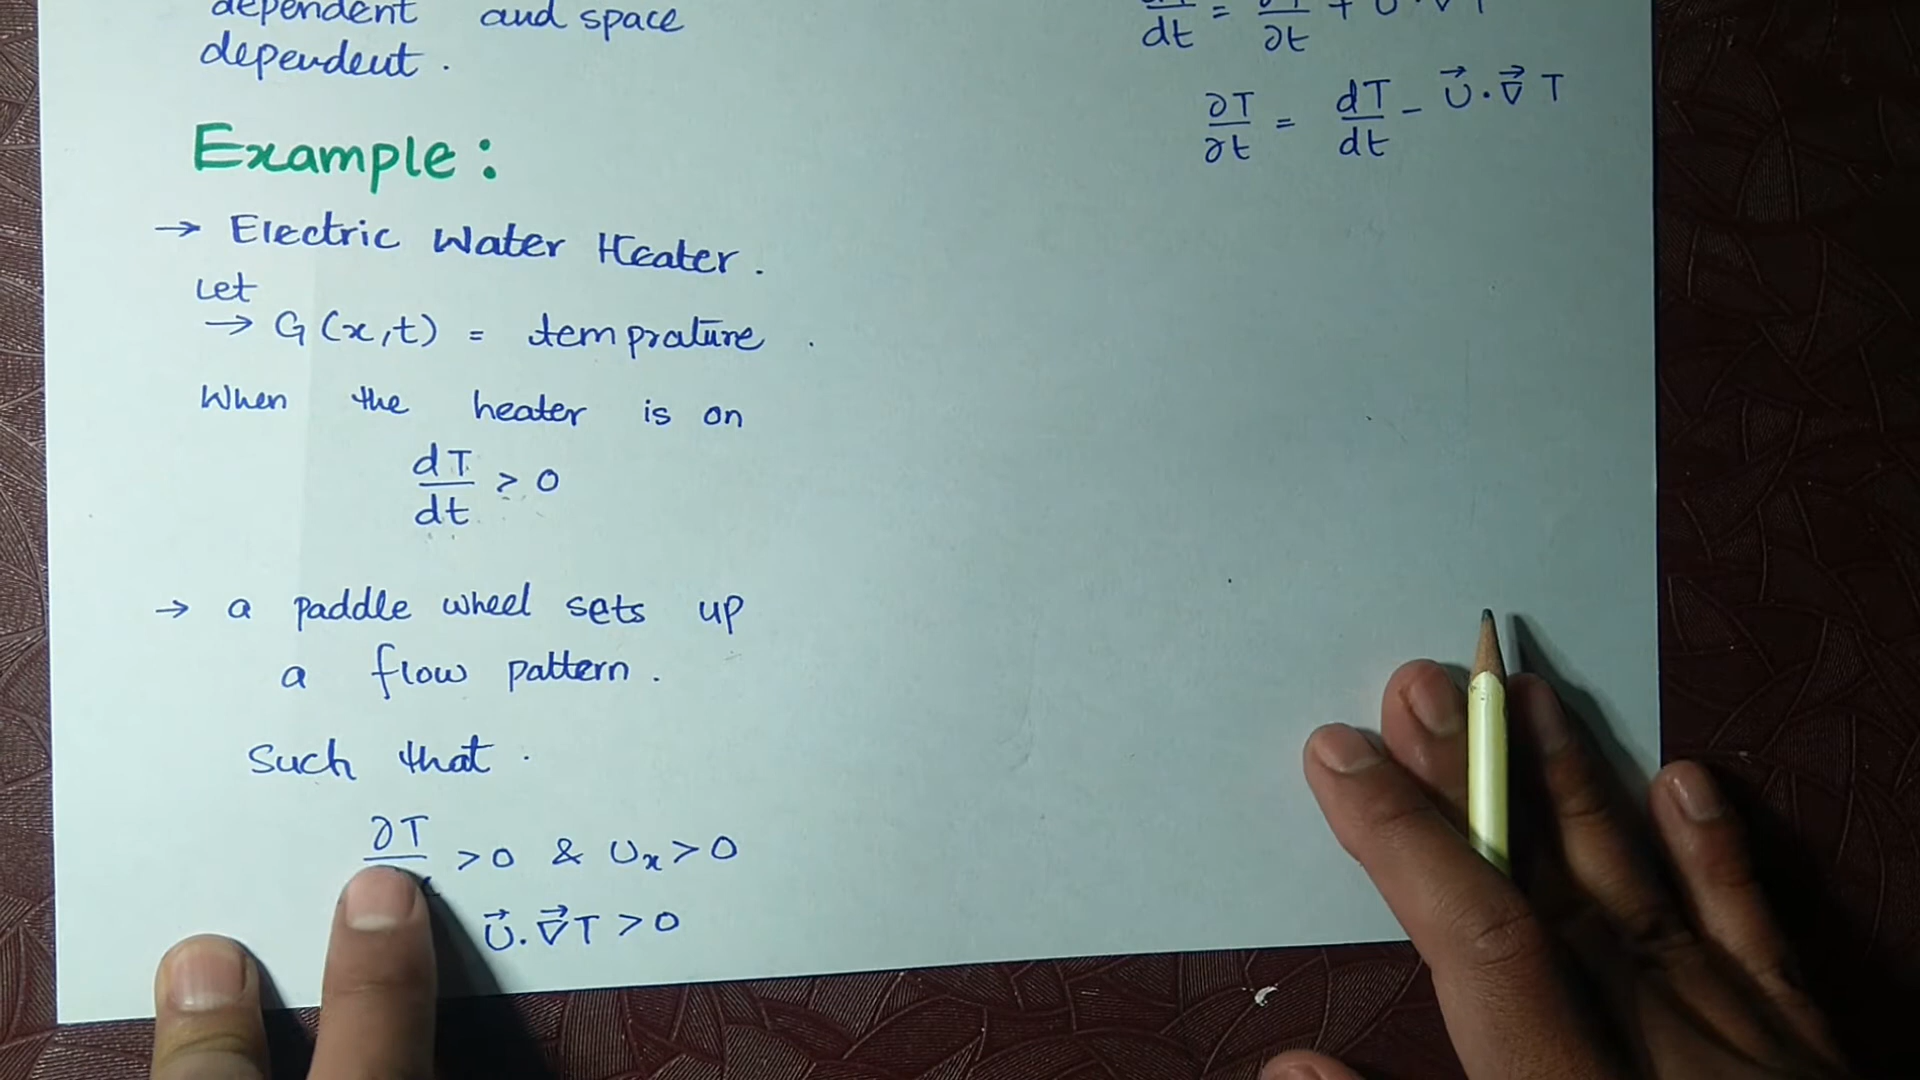 dependent and space
dependent.
Example:
→ Electric Water Heater.
Let
→ G(x,t) = temprature.
When the heater is on
dT/dt > 0
→ a paddle wheel sets up
a flow pattern.
Such that.
∂T >0 & Ux>0
U⃗.∇⃗T>0
dt = ∂t + U.∇T
∂T/∂t = dT/dt - U⃗.∇⃗T